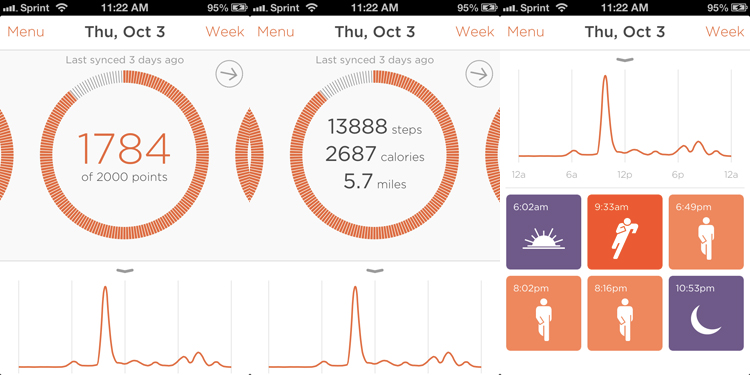 Sprint 11:22 AM 95%
Menu Thu, Oct 3 Week
Last synced 3 days ago
1784
of 2000 points
Sprint 11:22 AM 95%
Menu Thu, Oct 3 Week
Last synced 3 days ago
13888 steps
2687 calories
5.7 miles
Sprint 11:22 AM 95%
Menu Thu, Oct 3 Week
12a 6a 12p 6p 12a
6:02am 9:33am 6:49pm
8:02pm 8:16pm 10:53pm